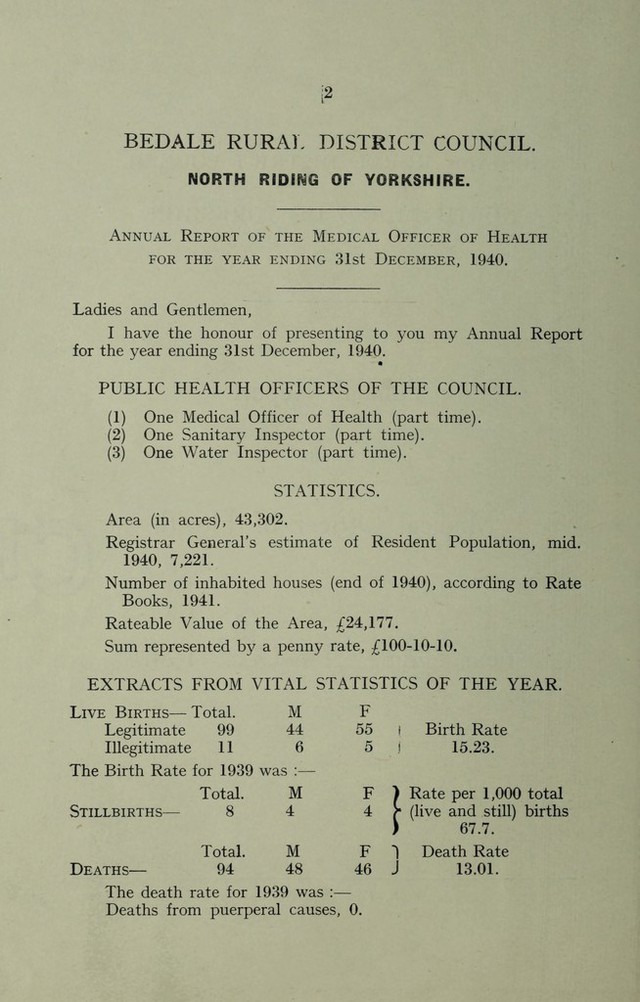 2
BEDALE RURAL DISTRICT COUNCIL.
NORTH RIDING OF YORKSHIRE.
ANNUAL REPORT OF THE MEDICAL OFFICER OF HEALTH
FOR THE YEAR ENDING 31st DECEMBER, 1940.
Ladies and Gentlemen,
I have the honour of presenting to you my Annual Report
for the year ending 31st December, 1940.
PUBLIC HEALTH OFFICERS OF THE COUNCIL.
(1) One Medical Officer of Health (part time).
(2) One Sanitary Inspector (part time).
(3) One Water Inspector (part time).
STATISTICS.
Area (in acres), 43,302.
Registrar General's estimate of Resident Population, mid.
1940, 7,221.
Number of inhabited houses (end of 1940), according to Rate
Books, 1941.
Rateable Value of the Area, £24,177.
Sum represented by a penny rate, £100-10-10.
EXTRACTS FROM VITAL STATISTICS OF THE YEAR.
LIVE BIRTHS— Total. M F
Legitimate 99 44 55 Birth Rate
Illegitimate 11 6 5 15.23.
The Birth Rate for 1939 was :—
Total. M F } Rate per 1,000 total
STILLBIRTHS— 8 4 4 (live and still) births
67.7.
Total. M F } Death Rate
DEATHS— 94 48 46 13.01.
The death rate for 1939 was :—
Deaths from puerperal causes, 0.